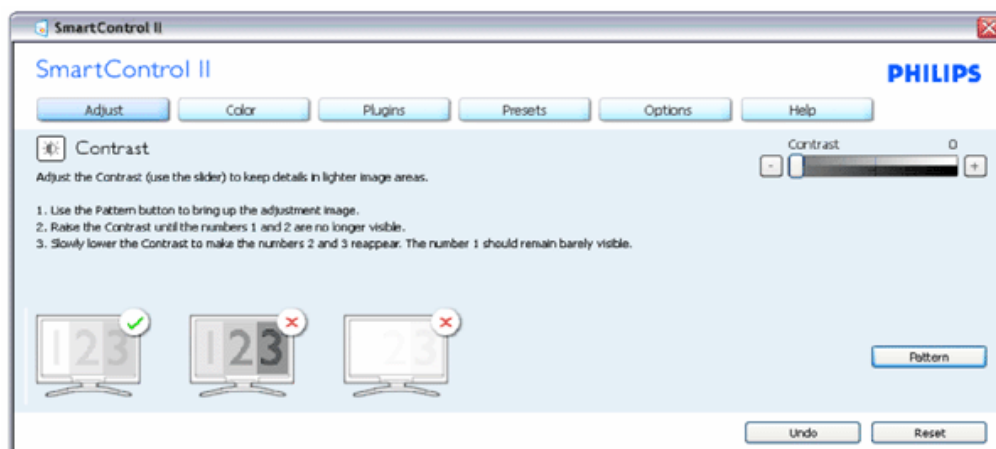 SmartControl II
SmartControl II
PHILIPS
Adjust
Color
Plugins
Presets
Options
Help
Contrast
Contrast 0
- +
Adjust the Contrast (use the slider) to keep details in lighter image areas.
1. Use the Pattern button to bring up the adjustment image.
2. Raise the Contrast until the numbers 1 and 2 are no longer visible.
3. Slowly lower the Contrast to make the numbers 2 and 3 reappear. The number 1 should remain barely visible.
123
123
23
Pattern
Undo
Reset